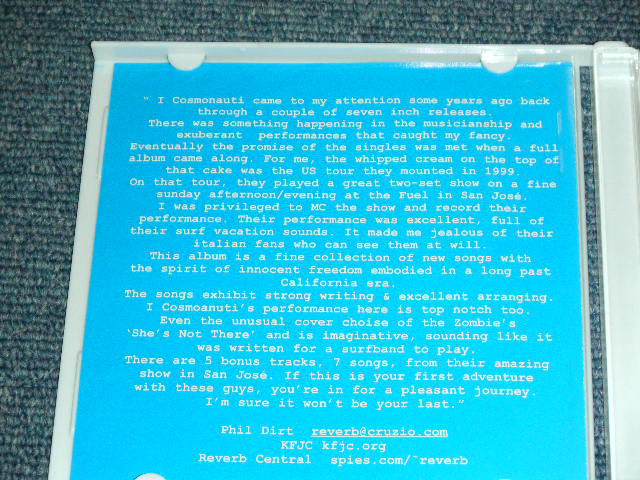 " I Cosmonauti came to my attention some years ago back
through a couple of seven inch releases.
There was something happening in the musicianship and
exuberant performances that caught my fancy.
Eventually the promise of the singles was met when a full
album came along. For me, the whipped cream on the top of
that cake was the US tour they mounted in 1999.
On that tour, they played a great two-set show on a fine
sunday afternoon/evening at the Fuel in San José.
I was privileged to MC the show and record their
performance. Their performance was excellent, full of
their surf vacation sounds. It made me jealous of their
italian fans who can see them at will.
This album is a fine collection of new songs with
the spirit of innocent freedom embodied in a long past
California era.
The songs exhibit strong writing & excellent arranging.
I Cosmoanuti's performance here is top notch too.
Even the unusual cover choise of the Zombie's
'She's Not There' and is imaginative, sounding like it
was written for a surfband to play.
There are 5 bonus tracks, 7 songs, from their amazing
show in San José. If this is your first adventure
with these guys, you're in for a pleasant journey.
I'm sure it won't be your last."
Phil Dirt reverb@cruzio.com
KFJC kfjc.org
Reverb Central spies.com/~reverb